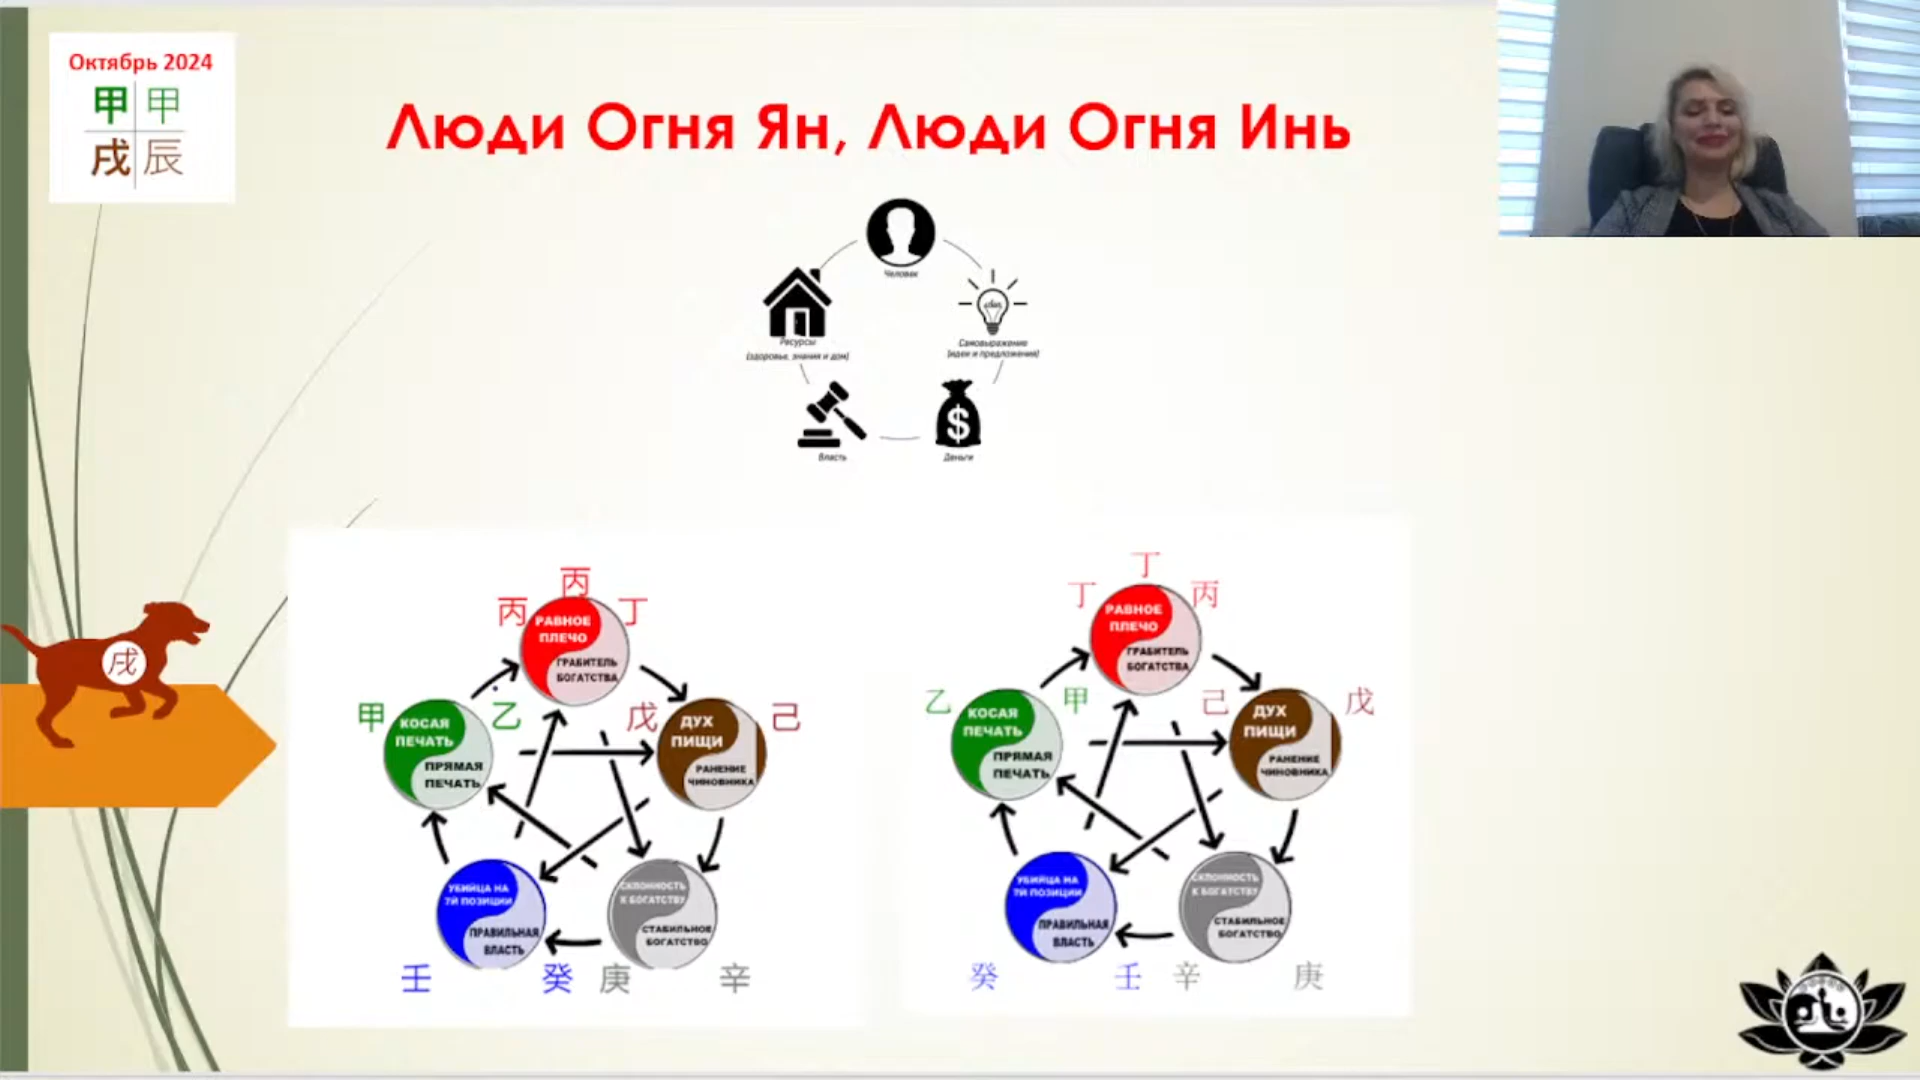 Октябрь 2024
甲 甲
戌 辰
Люди Огня Ян, Люди Огня Инь
Человек
Ресурсы
(здоровье, знания и дом)
Самовыражение
(идеи и предложения)
Власть
Деньги
戌
丙
丙 丁
РАВНОЕ
ПЛЕЧО
ГРАБИТЕЛЬ
БОГАТСТВА
甲 乙
КОСАЯ
ПЕЧАТЬ
ПРЯМАЯ
ПЕЧАТЬ
戊 己
ДУХ
ПИЩИ
РАНЕНИЕ
ЧИНОВНИКА
УБИЙЦА НА
7Й ПОЗИЦИИ
ПРАВИЛЬНАЯ
ВЛАСТЬ
壬 癸
СКЛОННОСТЬ
К БОГАТСТВУ
СТАБИЛЬНОЕ
БОГАТСТВО
庚 辛
丁
丁 丙
РАВНОЕ
ПЛЕЧО
ГРАБИТЕЛЬ
БОГАТСТВА
乙 甲
КОСАЯ
ПЕЧАТЬ
ПРЯМАЯ
ПЕЧАТЬ
己 戊
ДУХ
ПИЩИ
РАНЕНИЕ
ЧИНОВНИКА
УБИЙЦА НА
7Й ПОЗИЦИИ
ПРАВИЛЬНАЯ
ВЛАСТЬ
癸 壬
СКЛОННОСТЬ
К БОГАТСТВУ
СТАБИЛЬНОЕ
БОГАТСТВО
辛 庚